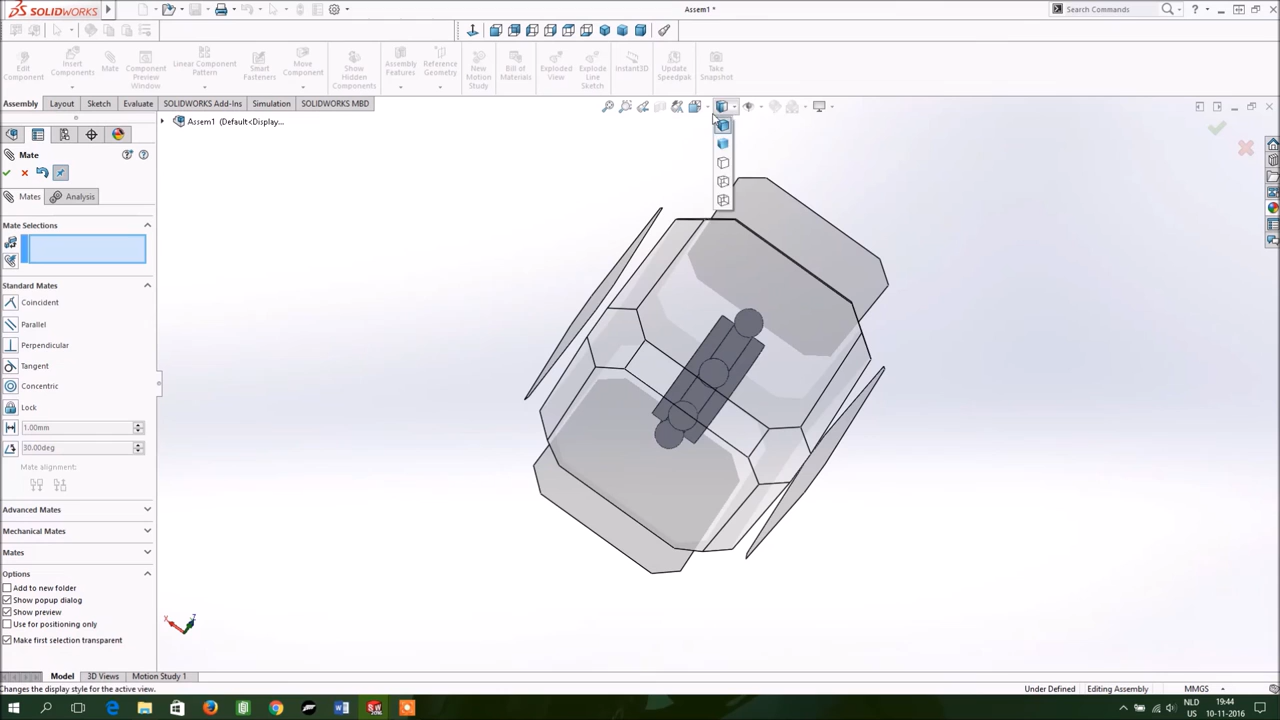 SOLIDWORKS
Assem1 *
Search Commands
Edit Component
Insert Components
Mate
Component Preview Window
Linear Component Pattern
Smart Fasteners
Move Component
Show Hidden Components
Assembly Features
Reference Geometry
New Motion Study
Bill of Materials
Exploded View
Explode Line Sketch
Instant3D
Update Speedpak
Take Snapshot
Assembly Layout Sketch Evaluate SOLIDWORKS Add-Ins Simulation SOLIDWORKS MBD
Assem1 (Default<Display...
Mate
Mates Analysis
Mate Selections
Standard Mates
Coincident
Parallel
Perpendicular
Tangent
Concentric
Lock
1.00mm
30.00deg
Mate alignment:
Advanced Mates
Mechanical Mates
Mates
Options
Add to new folder
Show popup dialog
Show preview
Use for positioning only
Make first selection transparent
X
Z
Model 3D Views Motion Study 1
Changes the display style for the active view.
Under Defined Editing Assembly MMGS
NLD 19:44
US 10-11-2016